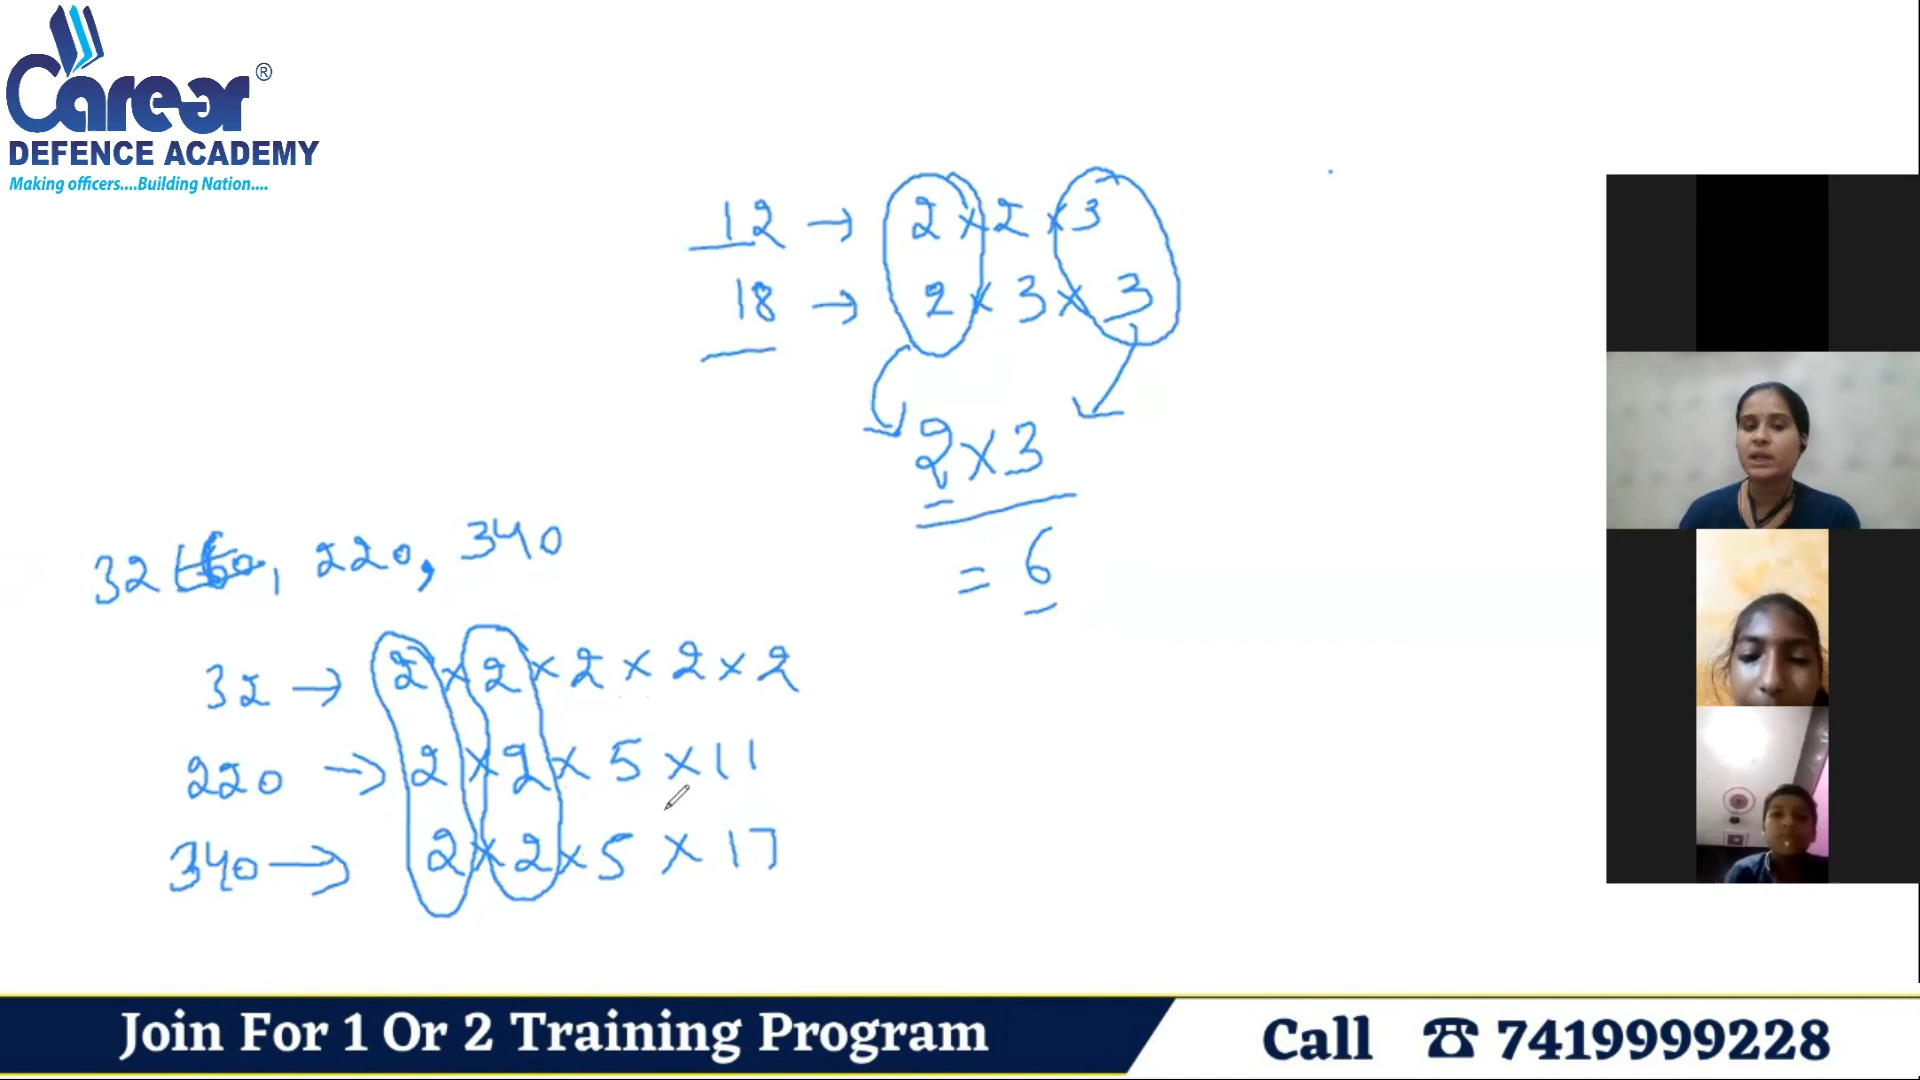 Career®
DEFENCE ACADEMY
Making officers....Building Nation....
12 → 2 × 2 × 3
18 → 2 × 3 × 3
2 × 3
= 6
32, 220, 340
32 → 2 × 2 × 2 × 2 × 2
220 → 2 × 2 × 5 × 11
340 → 2 × 2 × 5 × 17
Join For 1 Or 2 Training Program
Call ☎ 7419999228